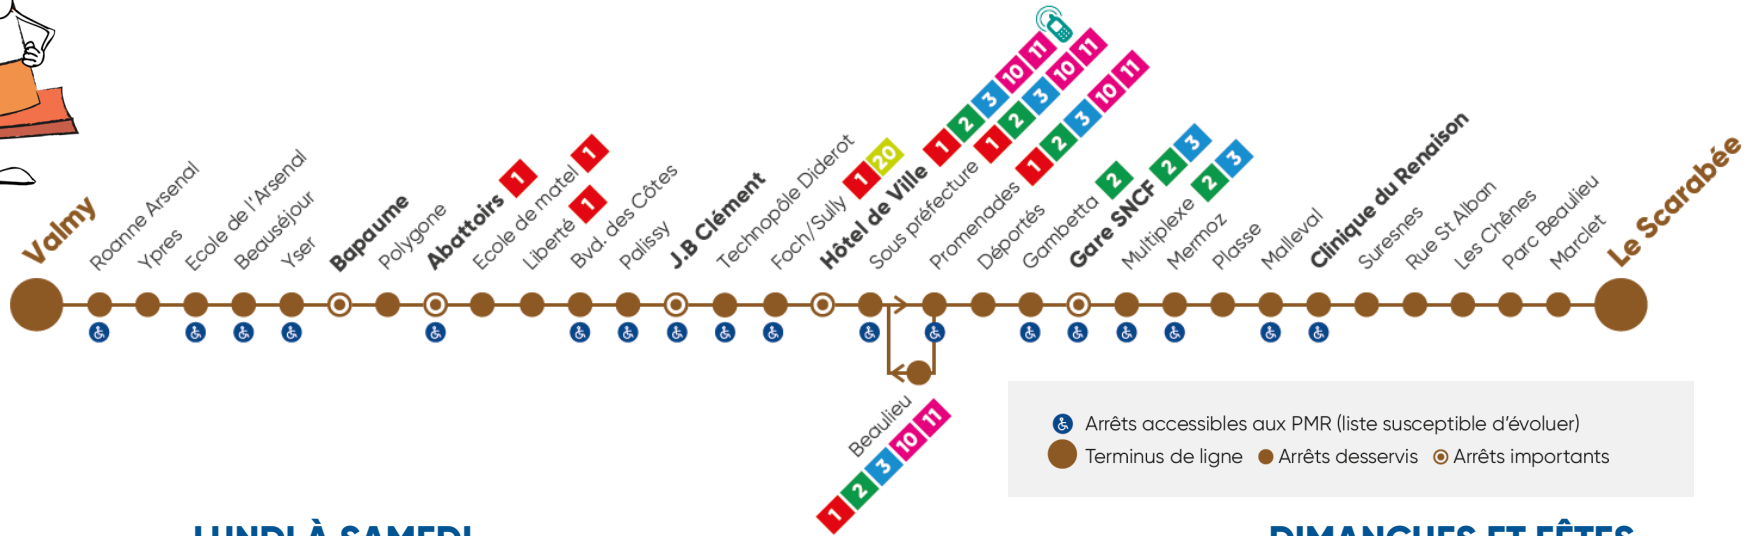 Valmy
Roanne Arsenal
Ypres
Ecole de l'Arsenal
Beauséjour
Yser
Bapaume
Polygone
Abattoirs 1
Ecole de matel 1
Liberté 1
Bvd. des Côtes
Palissy
J.B Clément
Technopôle Diderot
Foch/Sully 1 20
Hôtel de Ville 1 2 3 10 11
Sous préfecture 1 2 3 10 11
Promenades 1 2 3 10 11
Déportés
Gambetta 2
Gare SNCF 2 3
Multiplexe 2 3
Mermoz
Plasse
Malleval
Clinique du Renaison
Suresnes
Rue St Alban
Les Chênes
Parc Beaulieu
Marclet
Le Scarabée
Beaulieu
1 2 3 10 11
Arrêts accessibles aux PMR (liste susceptible d'évoluer)
Terminus de ligne Arrêts desservis Arrêts importants
LUNDI À SAMEDI
DIMANCHES ET FÊTES